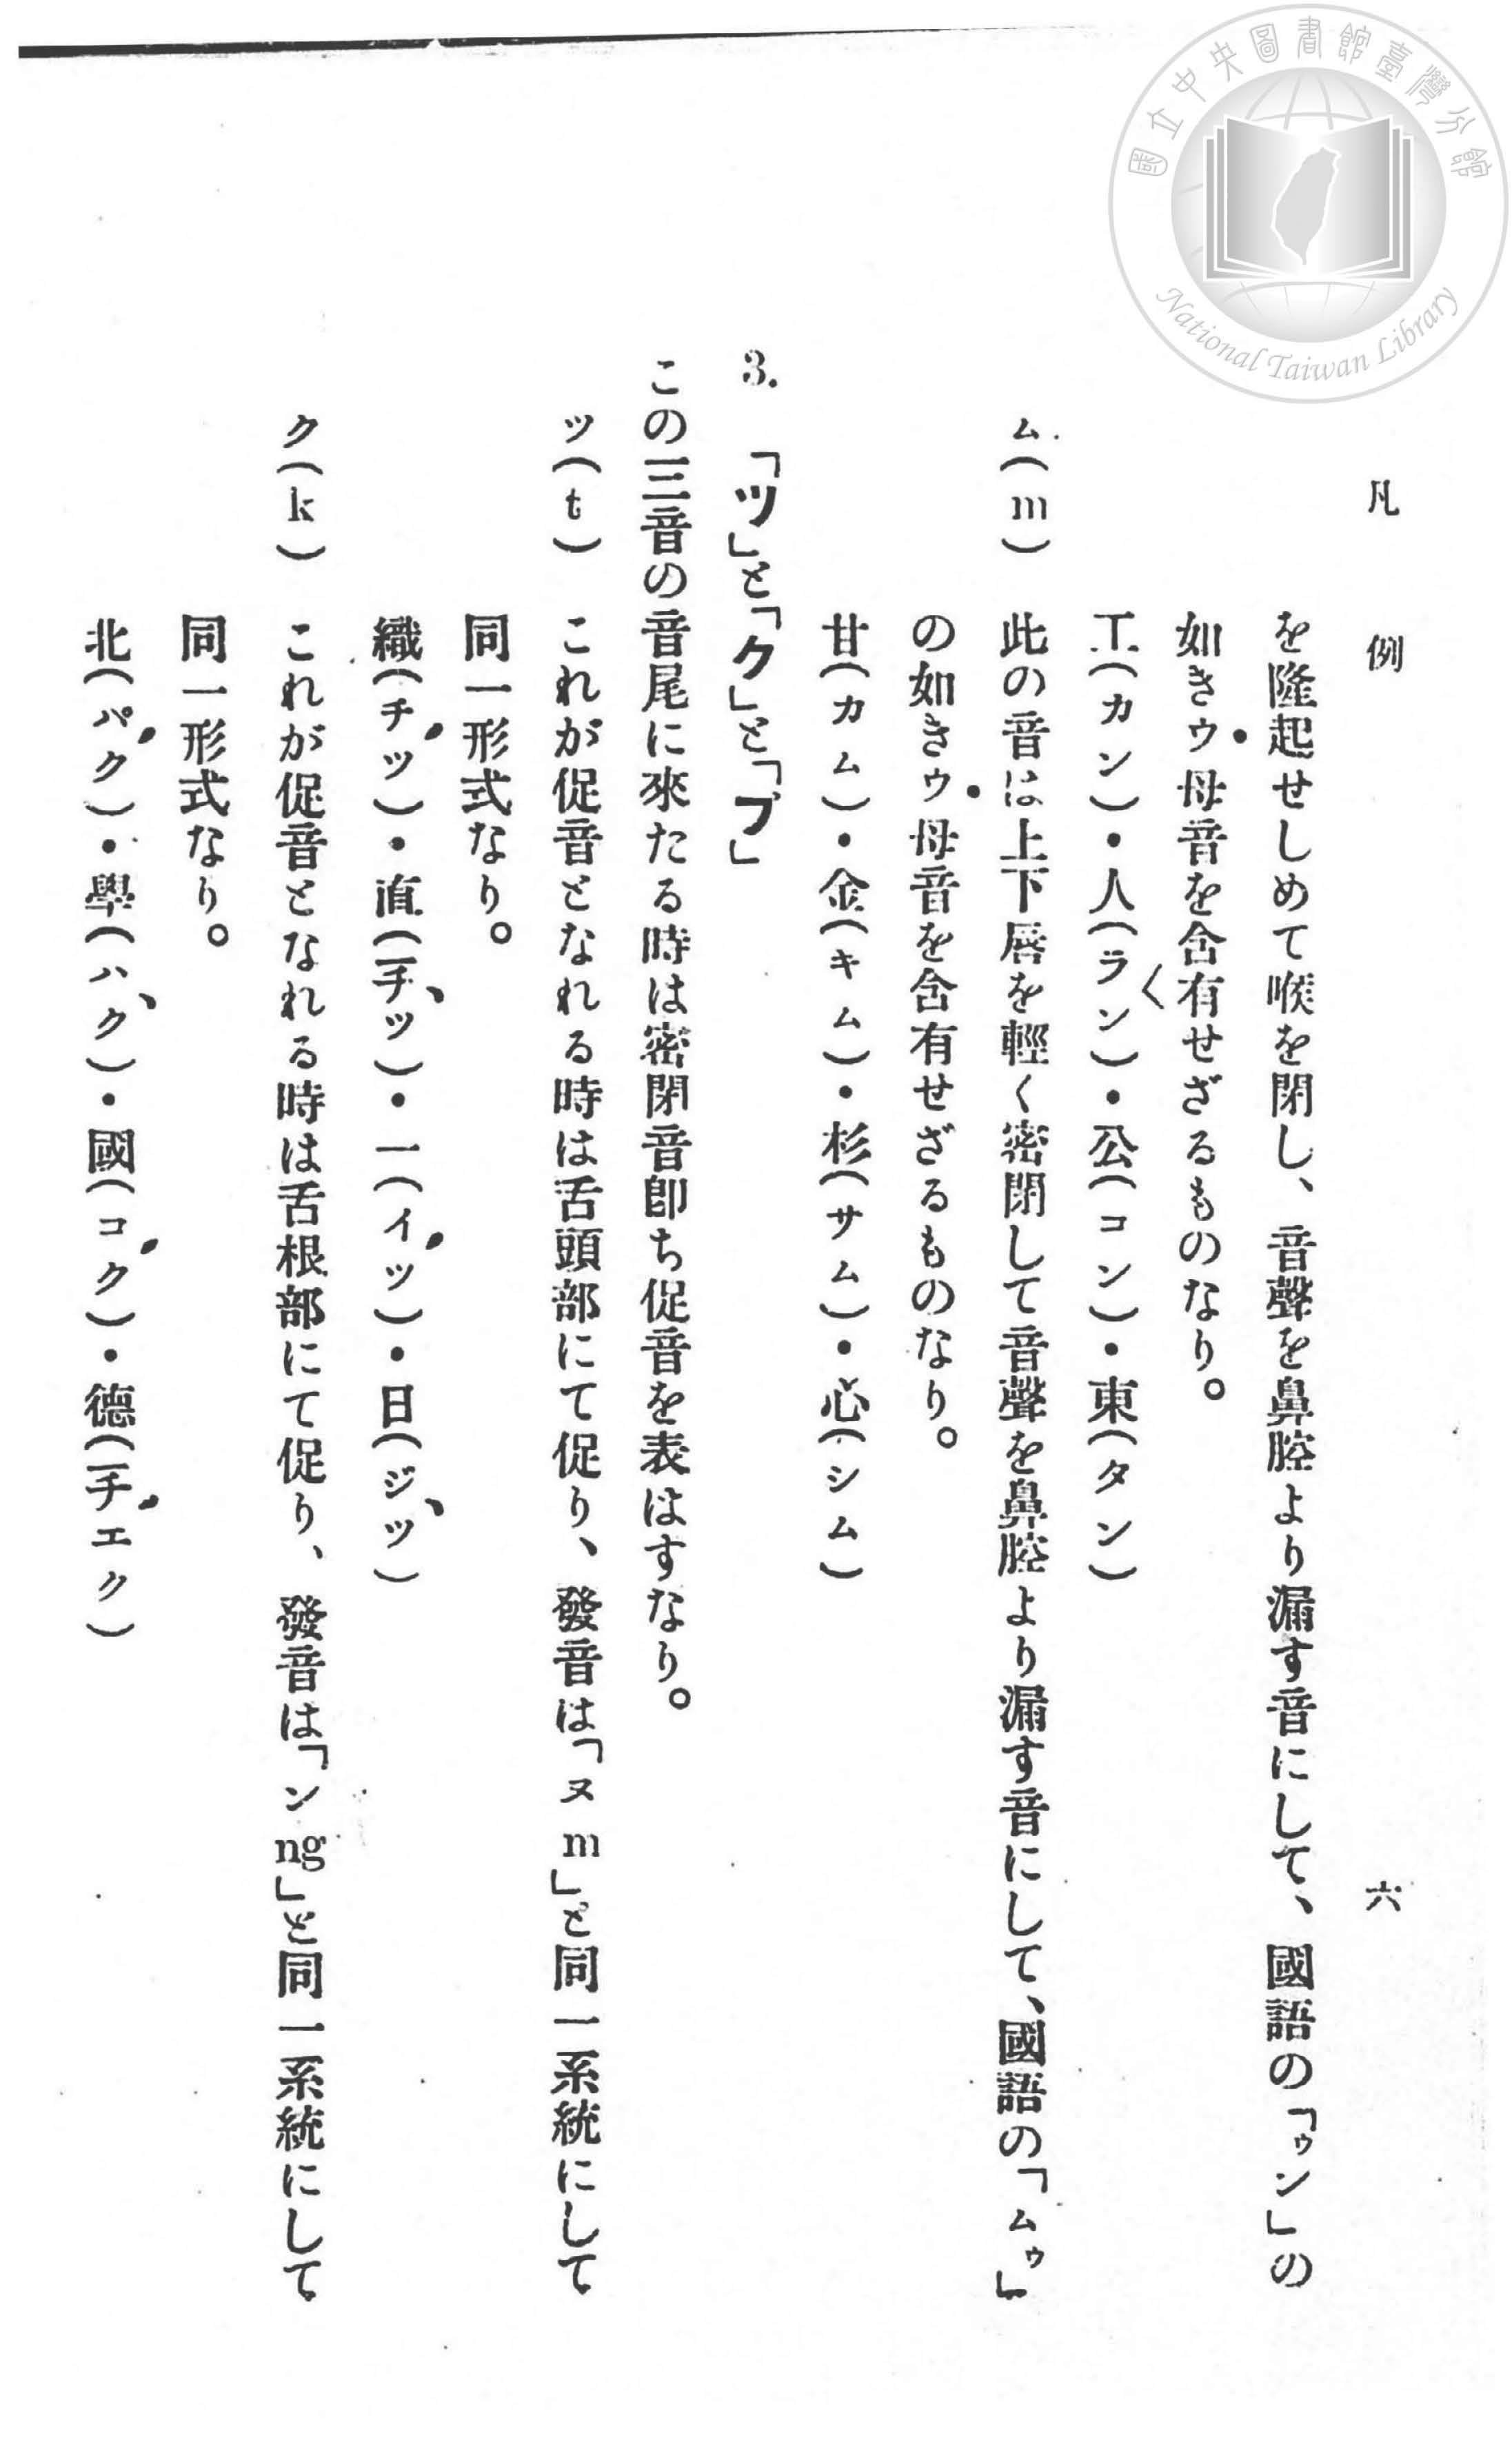 國立中央圖書館臺灣分館
National Taiwan Library
凡例 六
を隆起せしめて喉を閉し、音聲を鼻腔より漏す音にして、國語の「ゥン」の
如きゥ母音を含有せざるものなり。
工(カン)・人(ラン)・公(コン)・東(タン)
ム(m) 此の音は上下唇を輕く密閉して音聲を鼻腔より漏す音にして、國語の「ムゥ」
の如きゥ母音を含有せざるものなり。
甘(カム)・金(キム)・杉(サム)・心(シム)
3. 「ツ」と「ク」と「プ」
この三音の音尾に來たる時は密閉音卽ち促音を表はすなり。
ツ(t) これが促音となれる時は舌頭部にて促り、發音は「ヌm」と同一系統にして
同一形式なり。
織(チツ)・直(チツ)・一(イツ)・日(ジツ)
ク(k) これが促音となれる時は舌根部にて促り、發音は「ンng」と同一系統にして
同一形式なり。
北(パク)・學(ハク)・國(コク)・德(チエク)